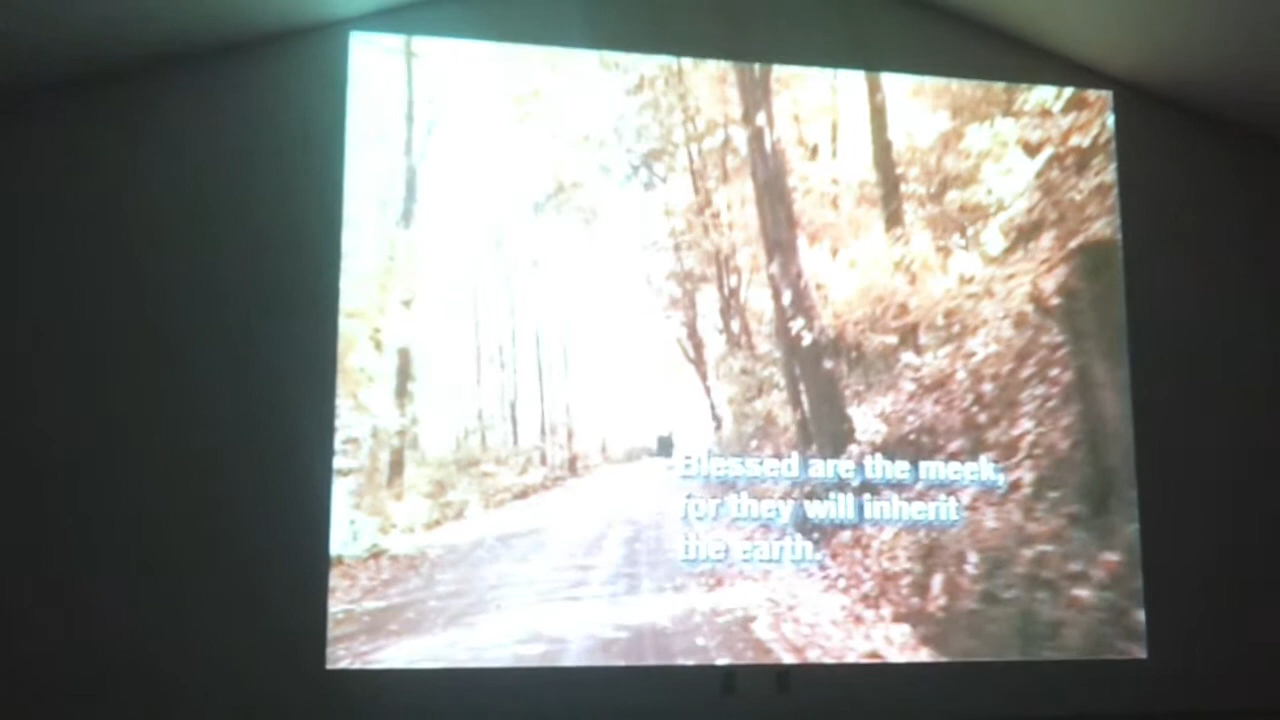 Blessed are the meek,
for they will inherit
the earth.